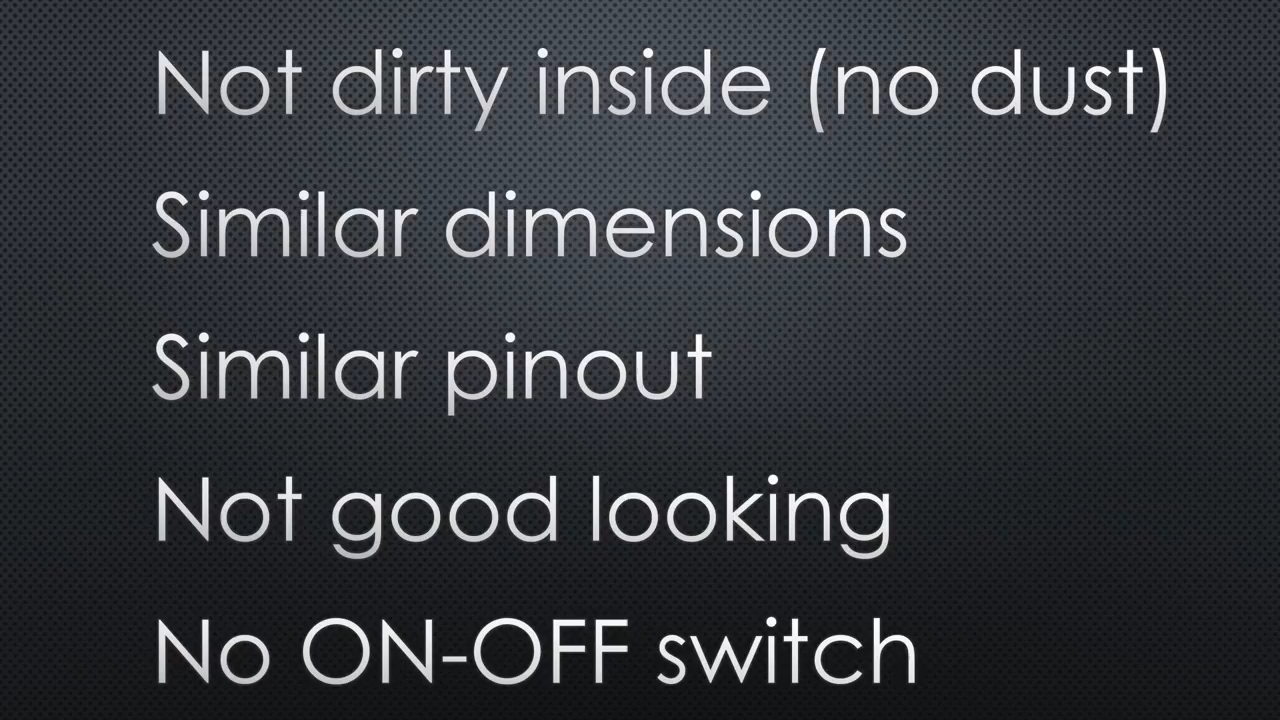 Not dirty inside (no dust)
Similar dimensions
Similar pinout
Not good looking
No ON-OFF switch